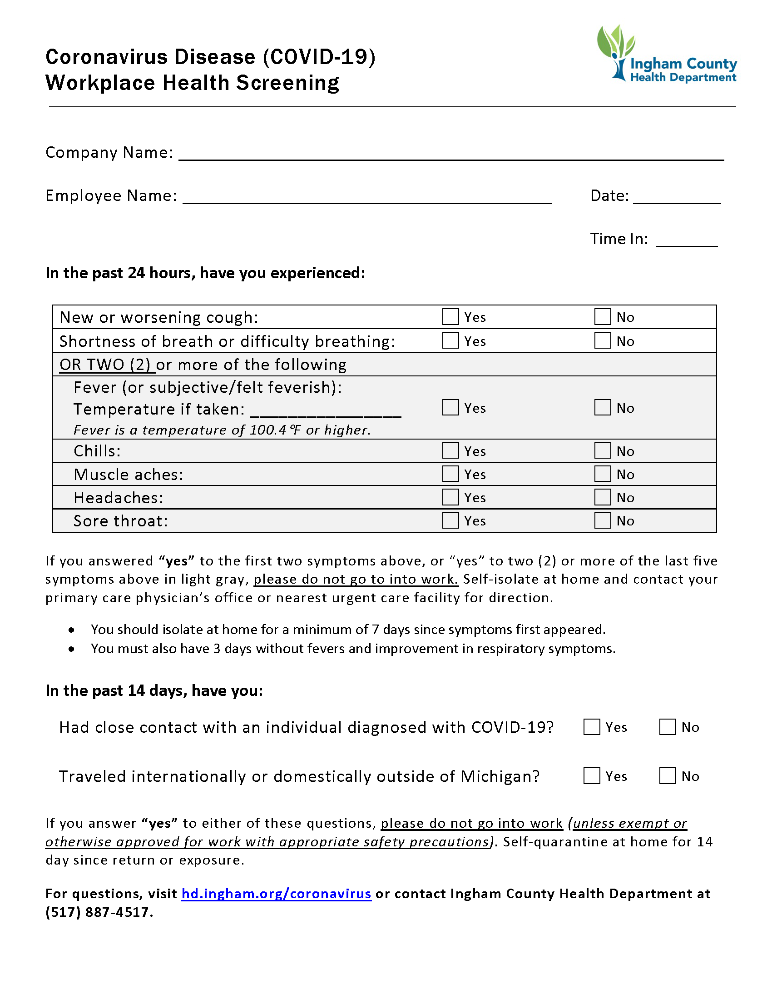 Coronavirus Disease (COVID-19)
Workplace Health Screening
Ingham County
Health Department
Company Name: ____________________
Employee Name: ____________________ Date: __________
Time In: _______
In the past 24 hours, have you experienced:
New or worsening cough: Yes No
Shortness of breath or difficulty breathing: Yes No
OR TWO (2) or more of the following
Fever (or subjective/felt feverish):
Temperature if taken: ________________ Yes No
Fever is a temperature of 100.4°F or higher.
Chills: Yes No
Muscle aches: Yes No
Headaches: Yes No
Sore throat: Yes No
If you answered “yes” to the first two symptoms above, or “yes” to two (2) or more of the last five
symptoms above in light gray, please do not go to into work. Self-isolate at home and contact your
primary care physician’s office or nearest urgent care facility for direction.
• You should isolate at home for a minimum of 7 days since symptoms first appeared.
• You must also have 3 days without fevers and improvement in respiratory symptoms.
In the past 14 days, have you:
Had close contact with an individual diagnosed with COVID-19? Yes No
Traveled internationally or domestically outside of Michigan? Yes No
If you answer “yes” to either of these questions, please do not go into work (unless exempt or
otherwise approved for work with appropriate safety precautions). Self-quarantine at home for 14
day since return or exposure.
For questions, visit hd.ingham.org/coronavirus or contact Ingham County Health Department at
(517) 887-4517.